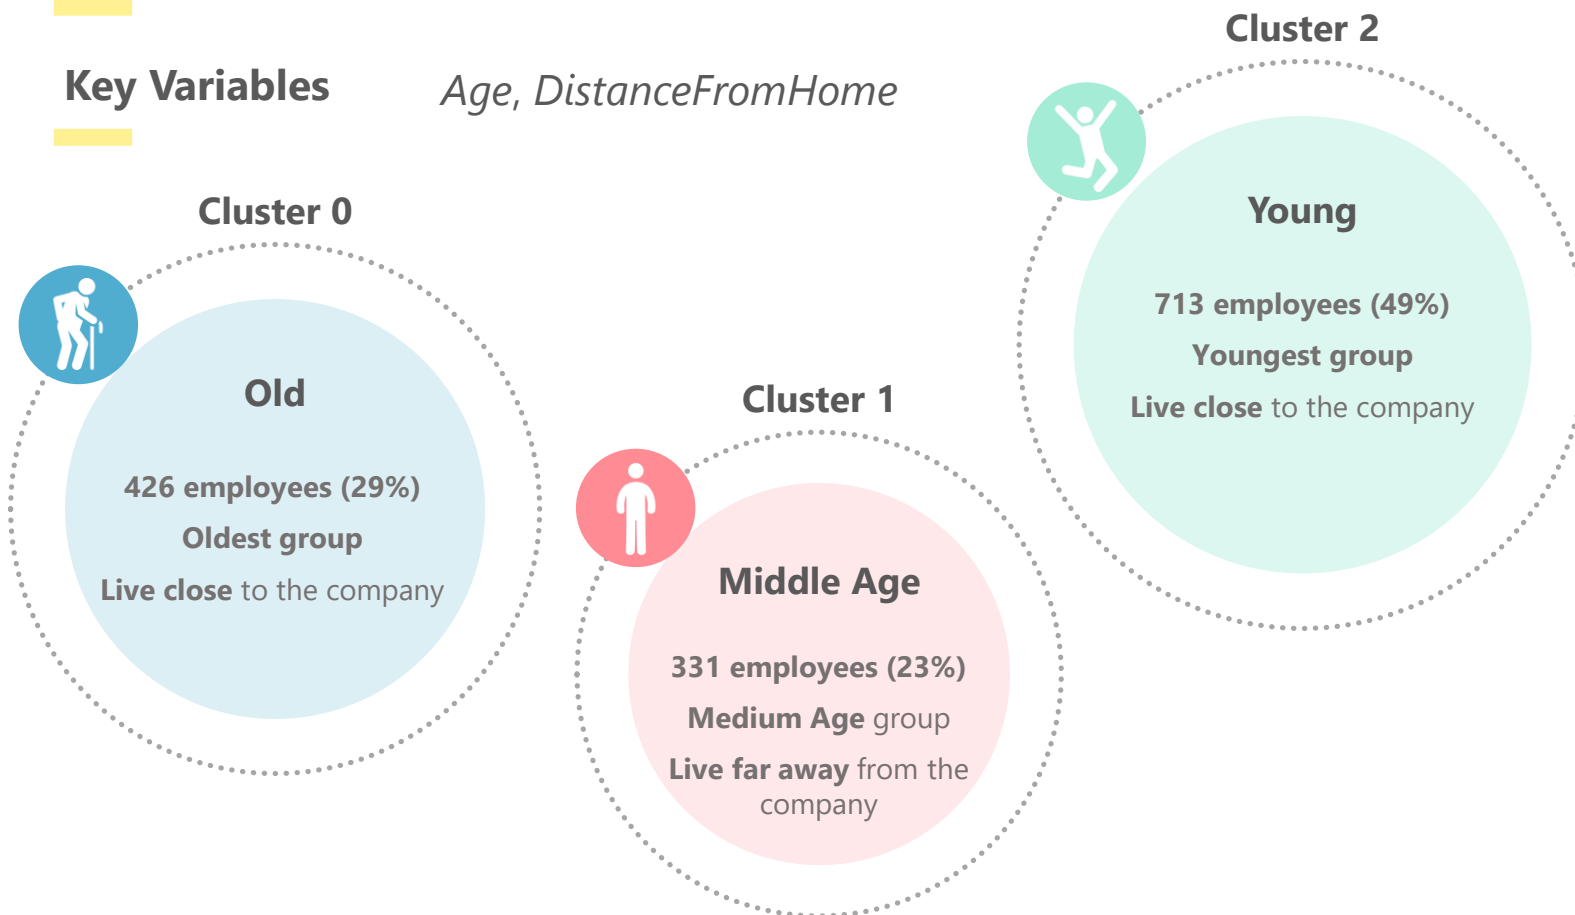 Key Variables
Age, DistanceFromHome
Cluster 0
Old
426 employees (29%)
Oldest group
Live close to the company
Cluster 1
Middle Age
331 employees (23%)
Medium Age group
Live far away from the
company
Cluster 2
Young
713 employees (49%)
Youngest group
Live close to the company